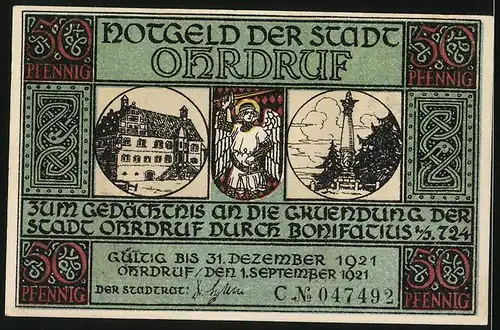 50 PFENNIG
NOTGELD DER STADT
OHRDRUF
50 PFENNIG
ZUM GEDÄCHTNIS AN DIE GRUENDUNG DER
STADT OHRDRUF DURCH BONIFATIUS 724
50 PFENNIG
GÜLTIG BIS 31. DEZEMBER 1921
OHRDRUF / DEN 1. SEPTEMBER 1921
DER STADTRAT:
C. No 047492
50 PFENNIG